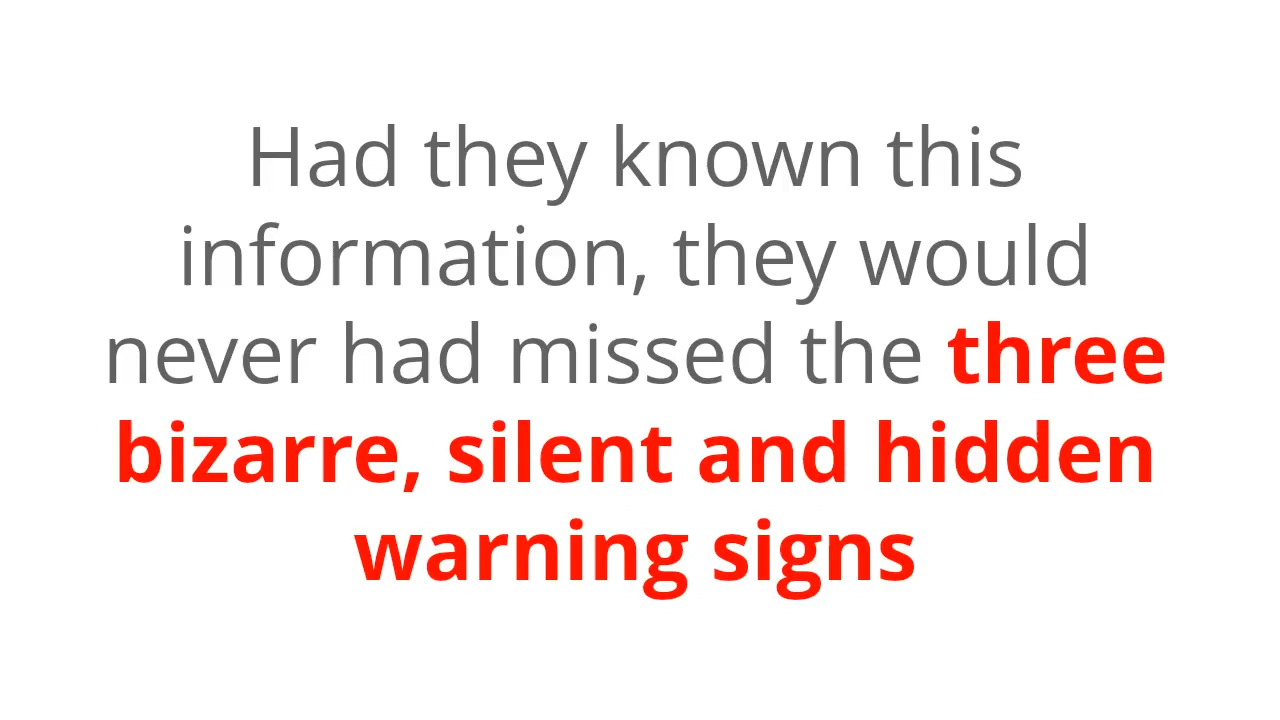 Had they known this
information, they would
never had missed the three
bizarre, silent and hidden
warning signs